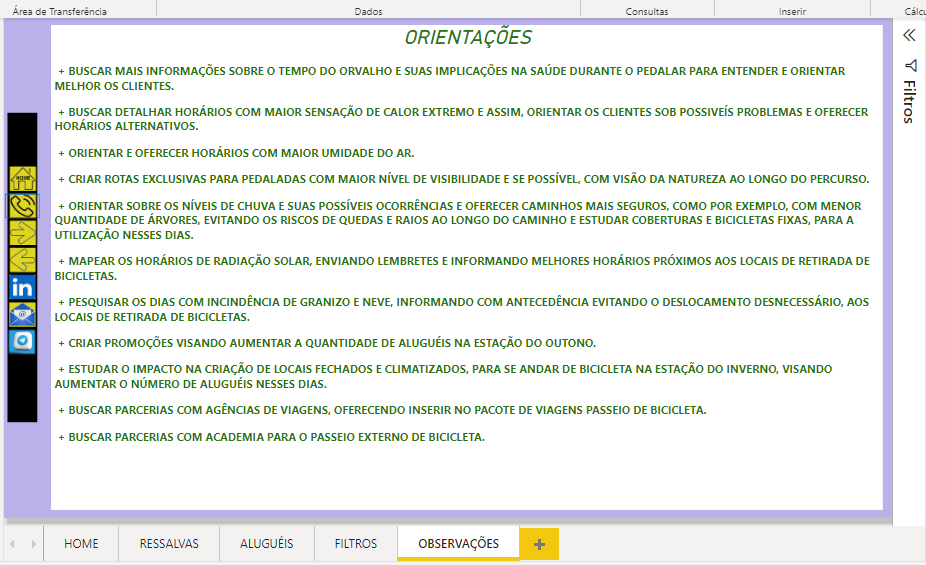 Área de Transferência Dados Consultas Inserir Cálcu
ORIENTAÇÕES
+ BUSCAR MAIS INFORMAÇÕES SOBRE O TEMPO DO ORVALHO E SUAS IMPLICAÇÕES NA SAÚDE DURANTE O PEDALAR PARA ENTENDER E ORIENTAR
MELHOR OS CLIENTES.
+ BUSCAR DETALHAR HORÁRIOS COM MAIOR SENSAÇÃO DE CALOR EXTREMO E ASSIM, ORIENTAR OS CLIENTES SOB POSSIVEÍS PROBLEMAS E OFERECER
HORÁRIOS ALTERNATIVOS.
+ ORIENTAR E OFERECER HORÁRIOS COM MAIOR UMIDADE DO AR.
+ CRIAR ROTAS EXCLUSIVAS PARA PEDALADAS COM MAIOR NÍVEL DE VISIBILIDADE E SE POSSÍVEL, COM VISÃO DA NATUREZA AO LONGO DO PERCURSO.
+ ORIENTAR SOBRE OS NÍVEIS DE CHUVA E SUAS POSSÍVEIS OCORRÊNCIAS E OFERECER CAMINHOS MAIS SEGUROS, COMO POR EXEMPLO, COM MENOR
QUANTIDADE DE ÁRVORES, EVITANDO OS RISCOS DE QUEDAS E RAIOS AO LONGO DO CAMINHO E ESTUDAR COBERTURAS E BICICLETAS FIXAS, PARA A
UTILIZAÇÃO NESSES DIAS.
+ MAPEAR OS HORÁRIOS DE RADIAÇÃO SOLAR, ENVIANDO LEMBRETES E INFORMANDO MELHORES HORÁRIOS PRÓXIMOS AOS LOCAIS DE RETIRADA DE
BICICLETAS.
+ PESQUISAR OS DIAS COM INCINDÊNCIA DE GRANIZO E NEVE, INFORMANDO COM ANTECEDÊNCIA EVITANDO O DESLOCAMENTO DESNECESSÁRIO, AOS
LOCAIS DE RETIRADA DE BICICLETAS.
+ CRIAR PROMOÇÕES VISANDO AUMENTAR A QUANTIDADE DE ALUGUÉIS NA ESTAÇÃO DO OUTONO.
+ ESTUDAR O IMPACTO NA CRIAÇÃO DE LOCAIS FECHADOS E CLIMATIZADOS, PARA SE ANDAR DE BICICLETA NA ESTAÇÃO DO INVERNO, VISANDO
AUMENTAR O NÚMERO DE ALUGUÉIS NESSES DIAS.
+ BUSCAR PARCERIAS COM AGÊNCIAS DE VIAGENS, OFERECENDO INSERIR NO PACOTE DE VIAGENS PASSEIO DE BICICLETA.
+ BUSCAR PARCERIAS COM ACADEMIA PARA O PASSEIO EXTERNO DE BICICLETA.
HOME
in
@
Filtros
HOME RESSALVAS ALUGUÉIS FILTROS OBSERVAÇÕES +